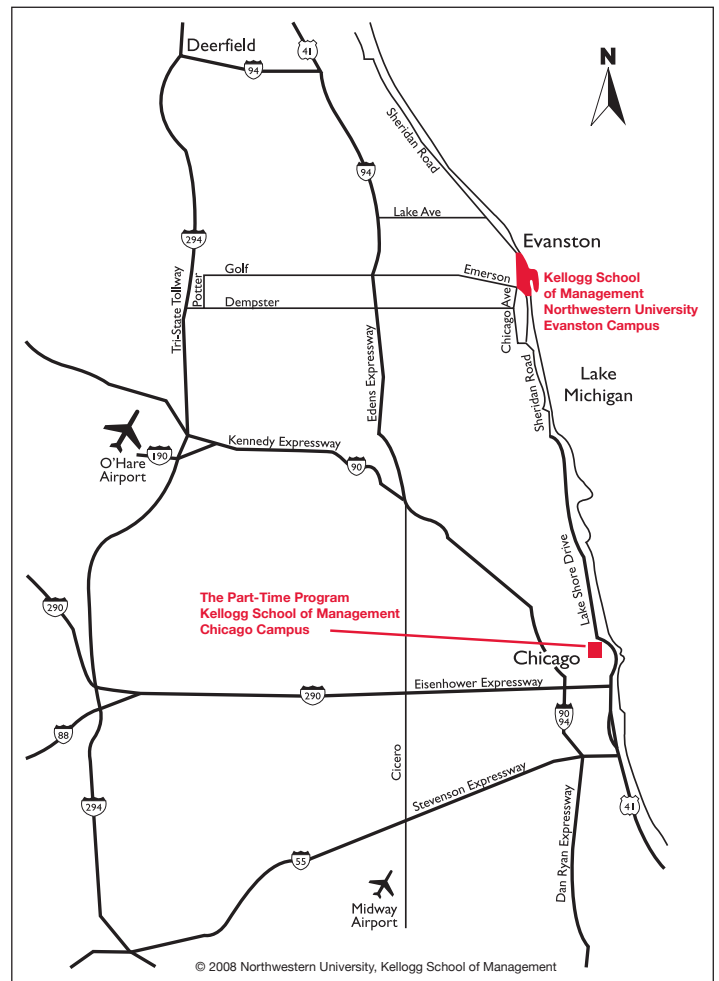 Deerfield
41
94
N
Sheridan Road
94
Lake Ave
Evanston
294
Golf
Emerson
Kellogg School
of Management
Northwestern University
Evanston Campus
Potter
Dempster
Chicago Ave
Tri-State Tollway
Edens Expressway
Lake
Michigan
Sheridan Road
Kennedy Expressway
190
O'Hare
Airport
90
Lake Shore Drive
The Part-Time Program
Kellogg School of Management
Chicago Campus
290
Chicago
Eisenhower Expressway
290
90
94
88
Cicero
Stevenson Expressway
294
41
55
Dan Ryan Expressway
Midway
Airport
© 2008 Northwestern University, Kellogg School of Management